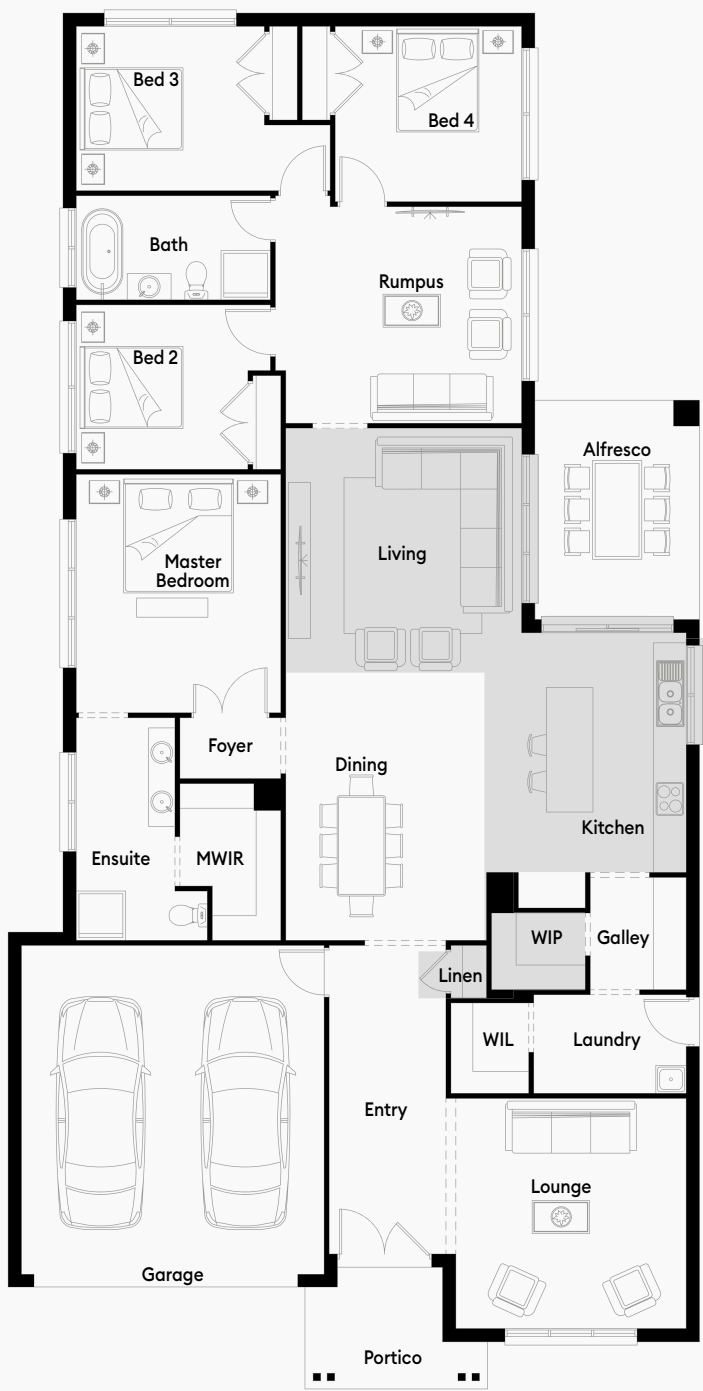 Bed 3
Bed 4
Bath
Rumpus
Bed 2
Alfresco
Living
Master
Bedroom
Foyer
Dining
Kitchen
Ensuite
MWIR
WIP
Galley
Linen
WIL
Laundry
Entry
Lounge
Garage
Portico